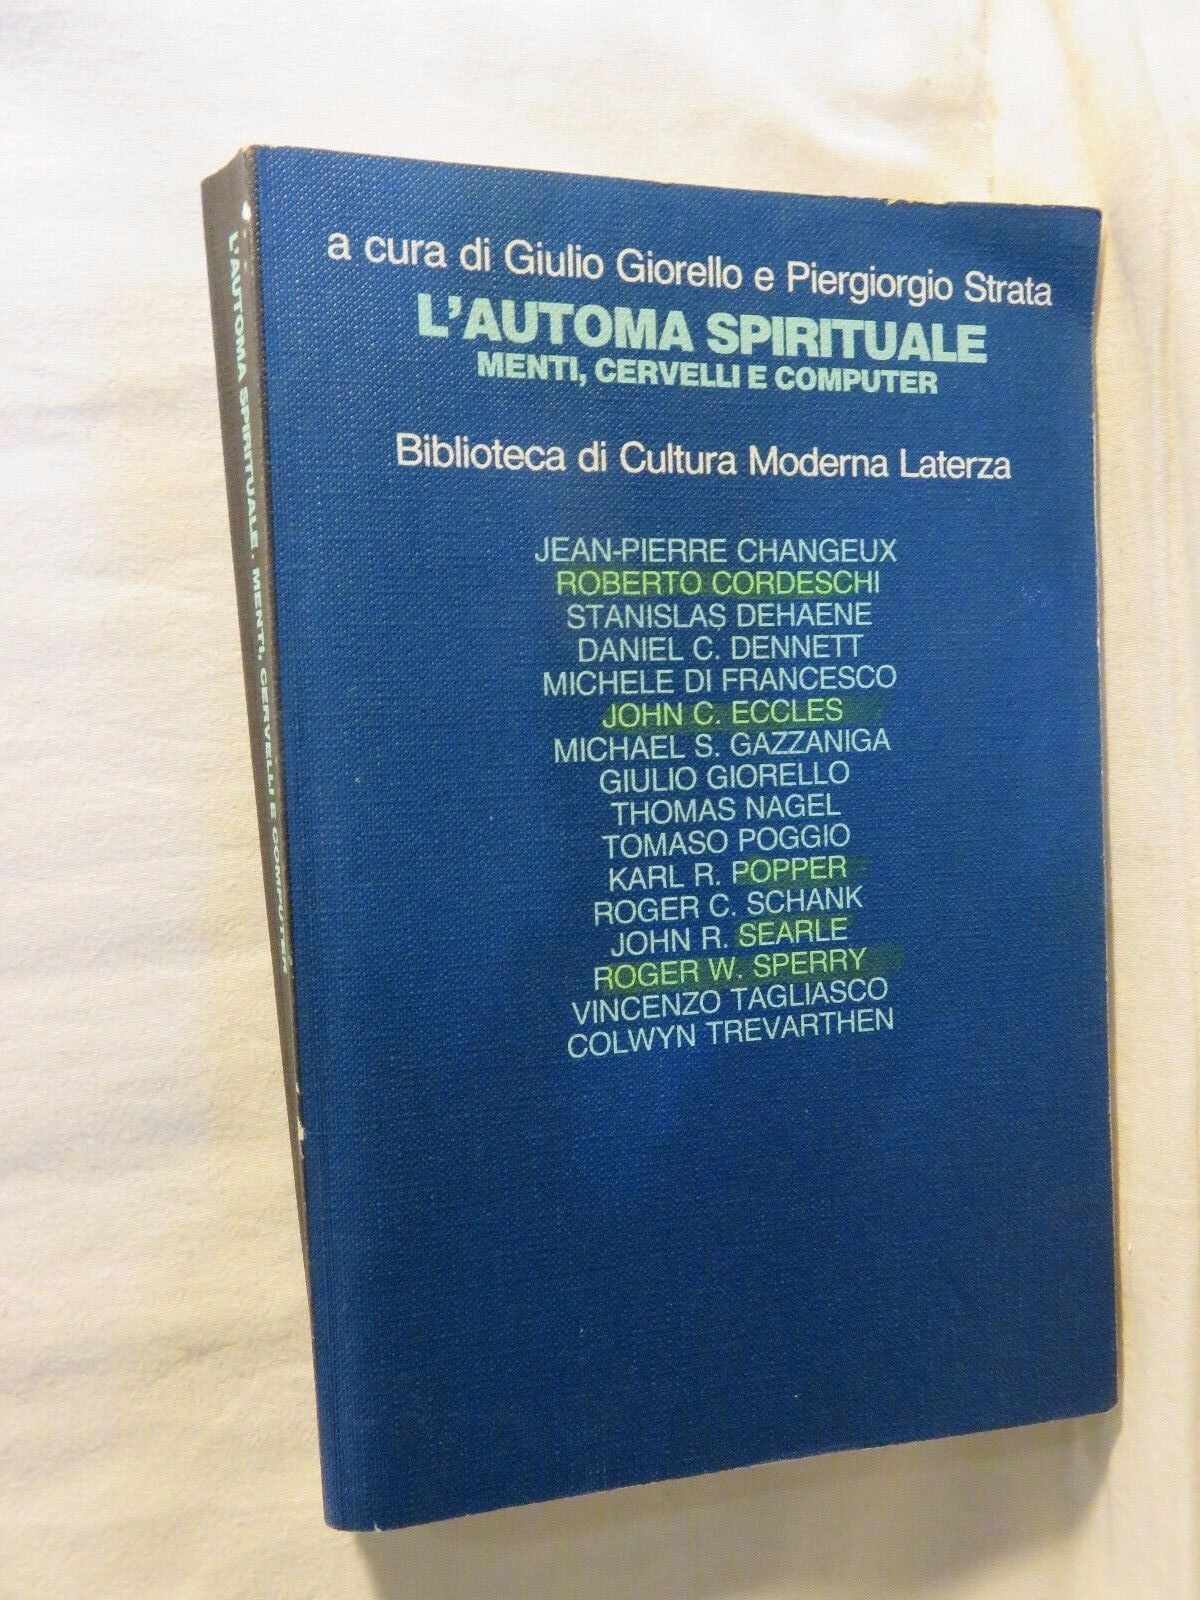 a cura di Giulio Giorello e Piergiorgio Strata
L'AUTOMA SPIRITUALE
MENTI, CERVELLI E COMPUTER
Biblioteca di Cultura Moderna Laterza
JEAN-PIERRE CHANGEUX
ROBERTO CORDESCHI
STANISLAS DEHAENE
DANIEL C. DENNETT
MICHELE DI FRANCESCO
JOHN C. ECCLES
MICHAEL S. GAZZANIGA
GIULIO GIORELLO
THOMAS NAGEL
TOMASO POGGIO
KARL R. POPPER
ROGER C. SCHANK
JOHN R. SEARLE
ROGER W. SPERRY
VINCENZO TAGLIASCO
COLWYN TREVARTHEN
L'AUTOMA SPIRITUALE. MENTI, CERVELLI E COMPUTER